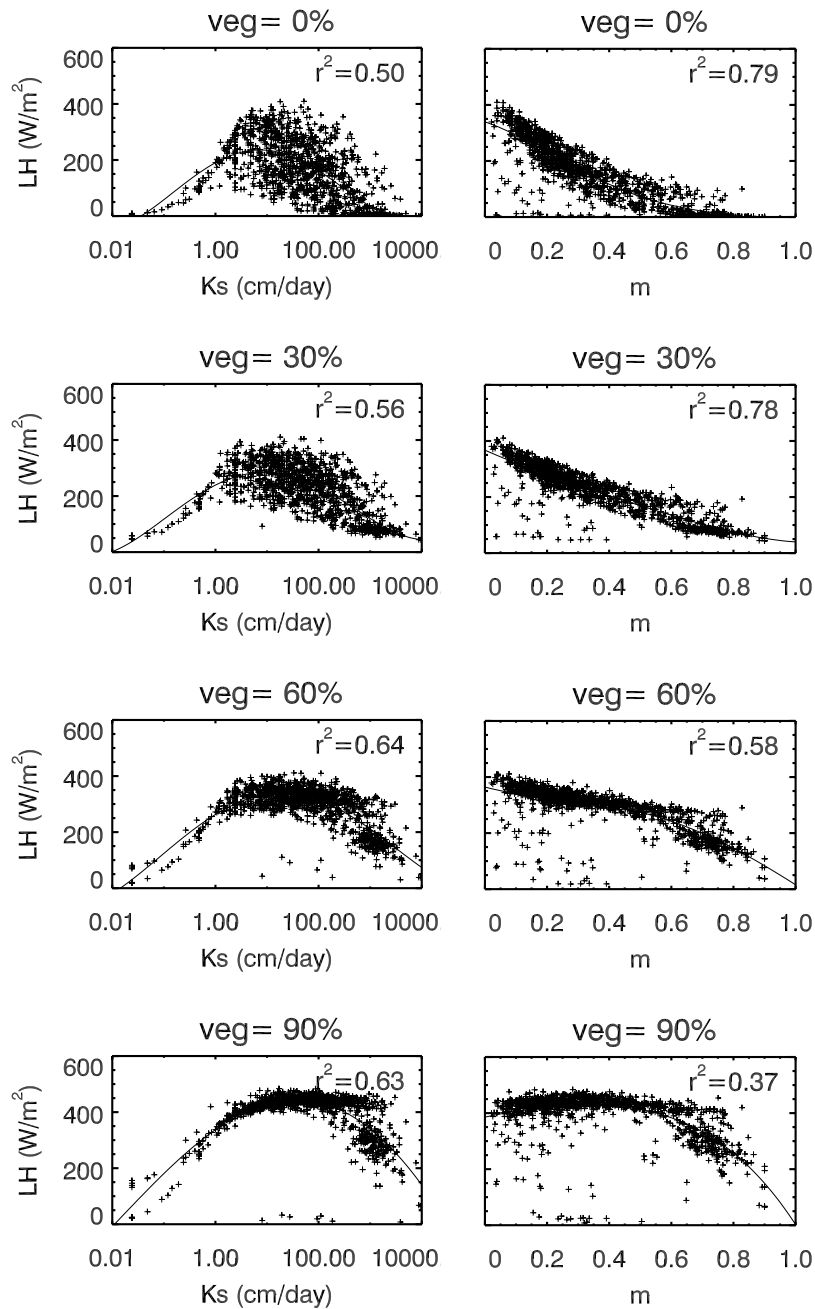 veg= 0%
veg= 0%
600
400
200
0
LH (W/m²)
r²=0.50
r²=0.79
0.01
1.00
100.00
10000.
0
0.2
0.4
0.6
0.8
1.0
Ks (cm/day)
m
veg= 30%
veg= 30%
600
400
200
0
LH (W/m²)
r²=0.56
r²=0.78
0.01
1.00
100.00
10000.
0
0.2
0.4
0.6
0.8
1.0
Ks (cm/day)
m
veg= 60%
veg= 60%
600
400
200
0
LH (W/m²)
r²=0.64
r²=0.58
0.01
1.00
100.00
10000.
0
0.2
0.4
0.6
0.8
1.0
Ks (cm/day)
m
veg= 90%
veg= 90%
600
400
200
0
LH (W/m²)
r²=0.63
r²=0.37
0.01
1.00
100.00
10000.
0
0.2
0.4
0.6
0.8
1.0
Ks (cm/day)
m